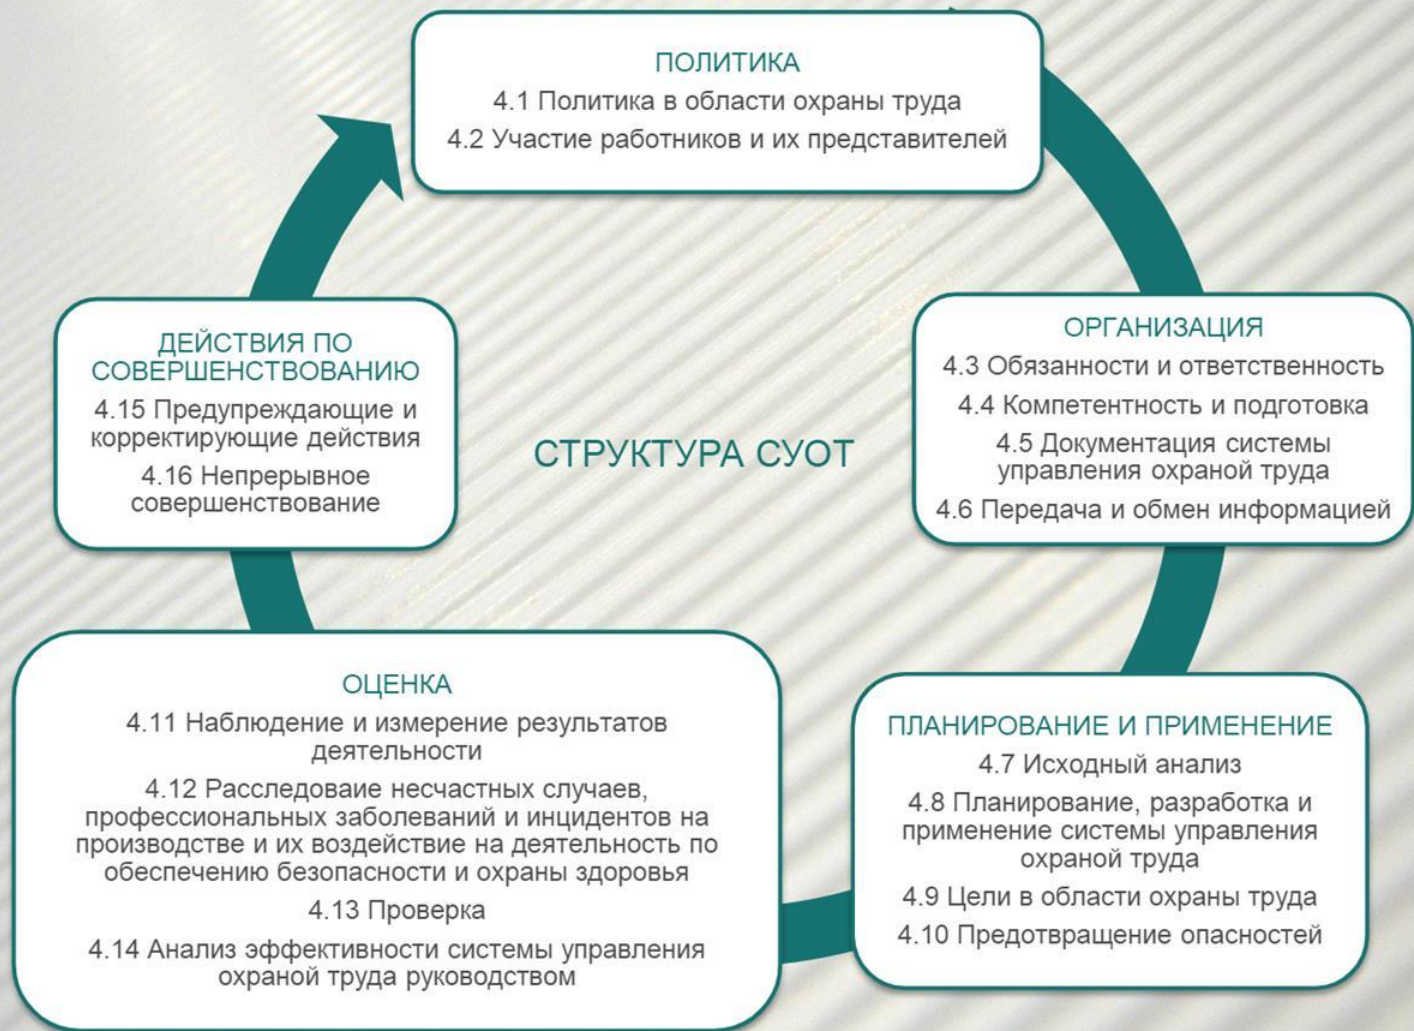 ПОЛИТИКА
4.1 Политика в области охраны труда
4.2 Участие работников и их представителей
ОРГАНИЗАЦИЯ
4.3 Обязанности и ответственность
4.4 Компетентность и подготовка
4.5 Документация системы
управления охраной труда
4.6 Передача и обмен информацией
ПЛАНИРОВАНИЕ И ПРИМЕНЕНИЕ
4.7 Исходный анализ
4.8 Планирование, разработка и
применение системы управления
охраной труда
4.9 Цели в области охраны труда
4.10 Предотвращение опасностей
ОЦЕНКА
4.11 Наблюдение и измерение результатов
деятельности
4.12 Расследоваие несчастных случаев,
профессиональных заболеваний и инцидентов на
производстве и их воздействие на деятельность по
обеспечению безопасности и охраны здоровья
4.13 Проверка
4.14 Анализ эффективности системы управления
охраной труда руководством
ДЕЙСТВИЯ ПО
СОВЕРШЕНСТВОВАНИЮ
4.15 Предупреждающие и
корректирующие действия
4.16 Непрерывное
совершенствование
СТРУКТУРА СУОТ